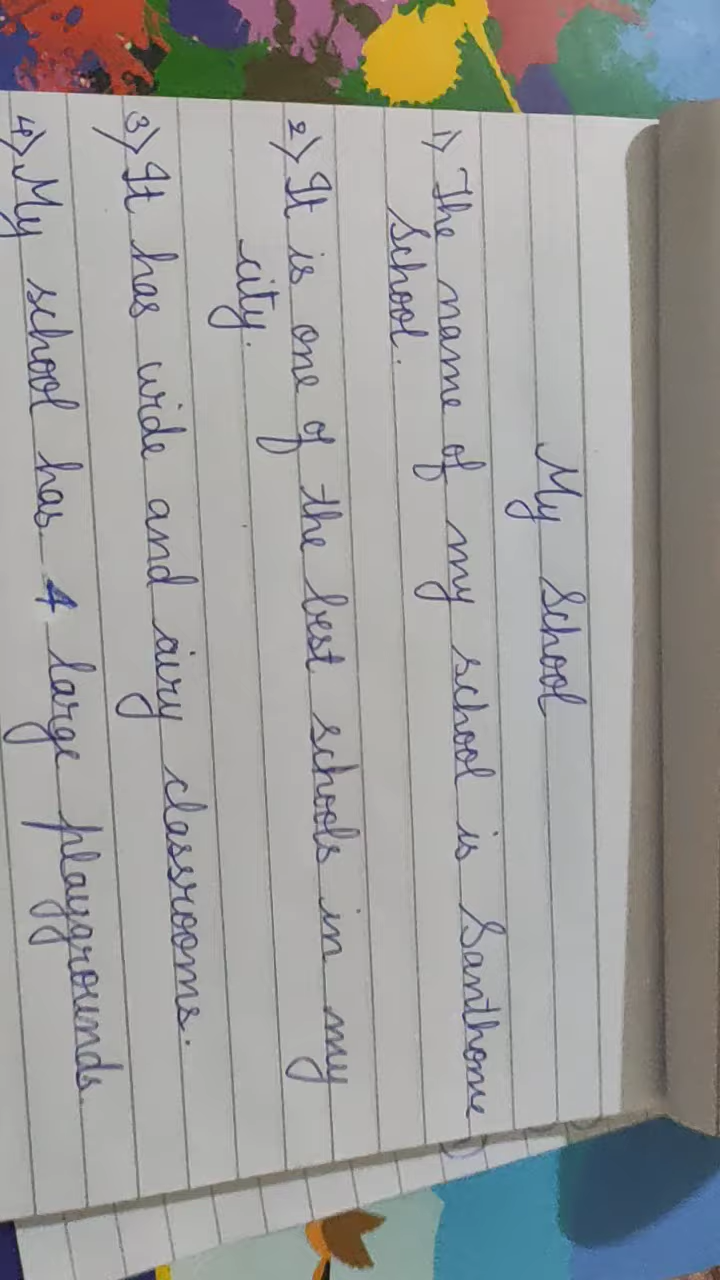 My School
1) The name of my school is Santhome
School.
2) It is one of the best schools in my
city.
3) It has wide and airy classrooms.
4) My school has 4 large playgrounds.